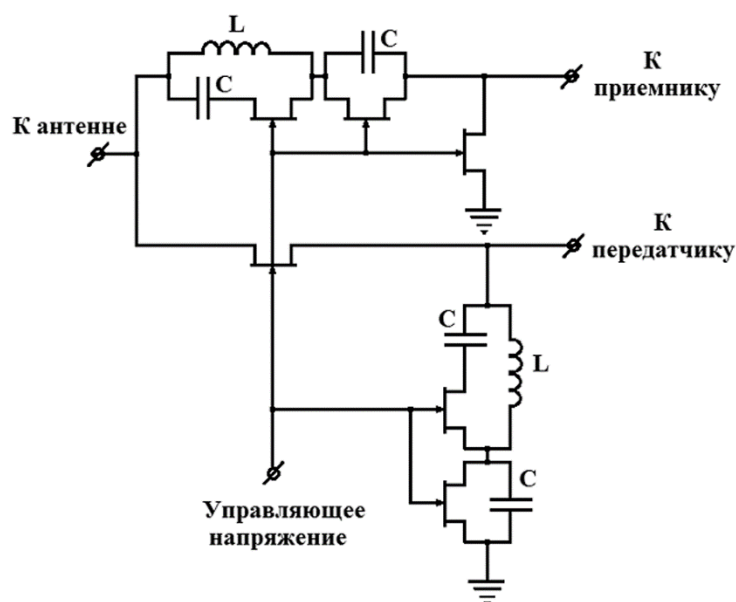 L
C
К
приемнику
C
К антенне
К
передатчику
C
L
C
Управляющее
напряжение